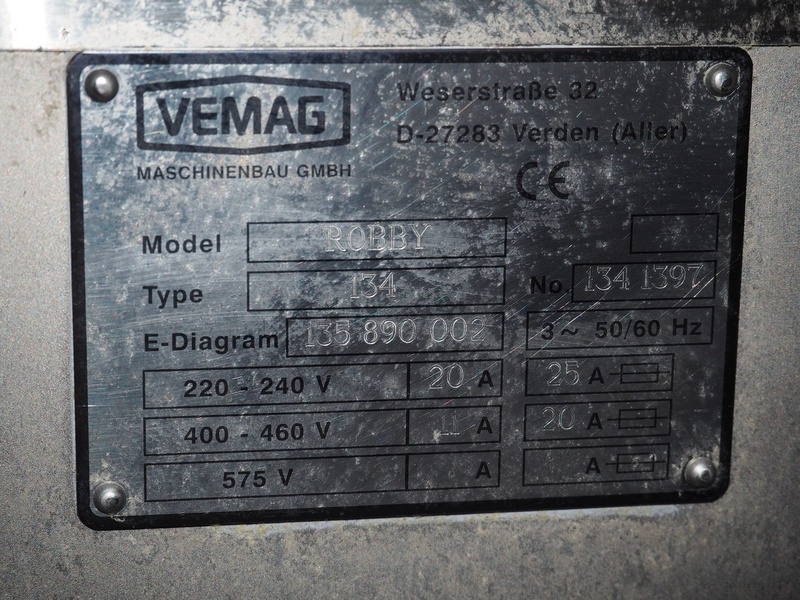 VEMAG
MASCHINENBAU GMBH
Weserstraße 32
D-27283 Verden (Aller)
CE
Model ROBBY
Type 134 No. 134 1397
E-Diagram 135 890 002 3~ 50/60 Hz
220 - 240 V 20 A 25 A
400 - 460 V 11 A 20 A
575 V A A